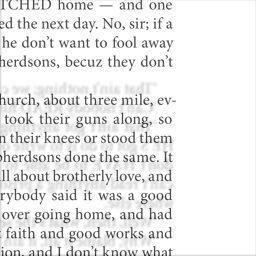 TCHED home — and one
ed the next day. No, sir; if a
he don't want to fool away
herdsons, becuz they don't
hurch, about three mile, ev-
took their guns along, so
n their knees or stood them
pherdsons done the same. It
ll about brotherly love, and
rybody said it was a good
over going home, and had
faith and good works and
ion, and I don't know what